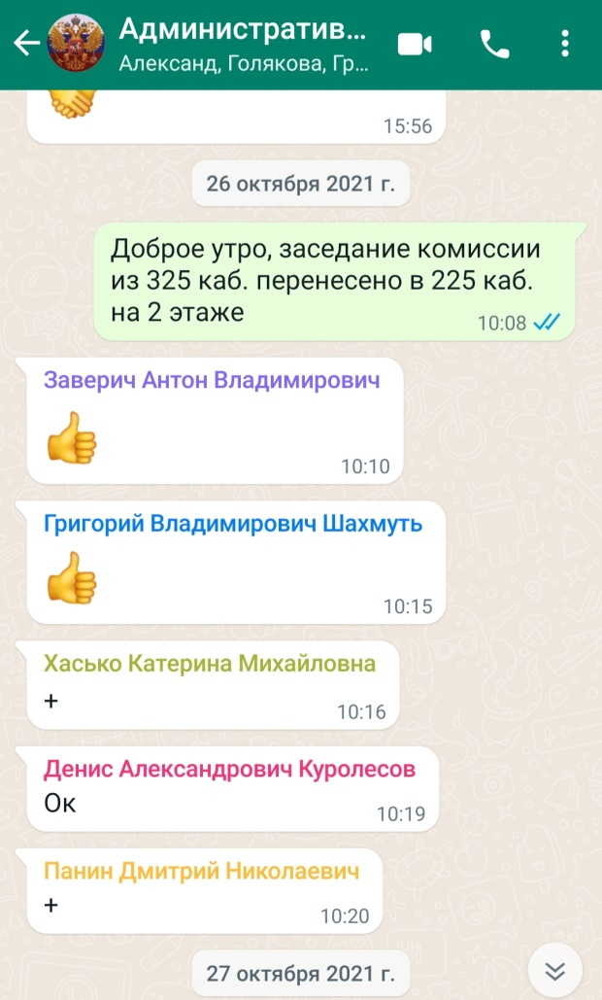 Административ...
Александ, Голякова, Гр...
15:56
26 октября 2021 г.
Доброе утро, заседание комиссии
из 325 каб. перенесено в 225 каб.
на 2 этаже
10:08
Заверич Антон Владимирович
👍
10:10
Григорий Владимирович Шахмуть
👍
10:15
Хасько Катерина Михайловна
+
10:16
Денис Александрович Куролесов
Ок
10:19
Панин Дмитрий Николаевич
+
10:20
27 октября 2021 г.